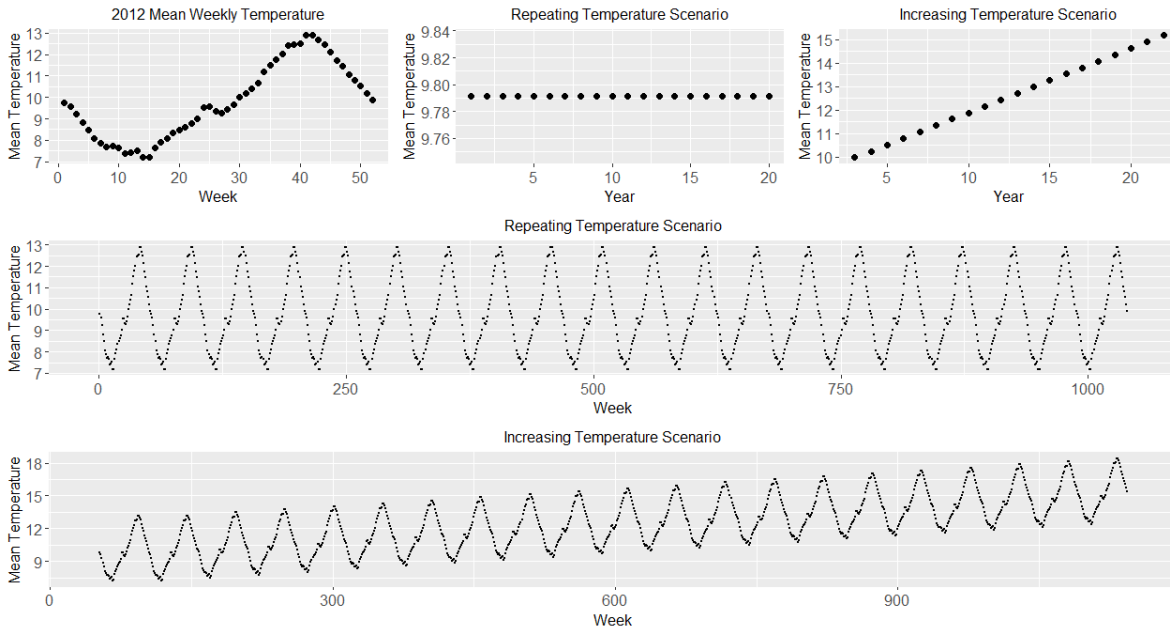 2012 Mean Weekly Temperature
Mean Temperature
13
12
11
10
9
8
7
0 10 20 30 40 50
Week
Repeating Temperature Scenario
Mean Temperature
9.84
9.82
9.80
9.78
9.76
5 10 15 20
Year
Increasing Temperature Scenario
Mean Temperature
15
14
13
12
11
10
5 10 15 20
Year
Repeating Temperature Scenario
Mean Temperature
13
12
11
10
9
8
7
0 250 500 750 1000
Week
Increasing Temperature Scenario
Mean Temperature
18
15
12
9
0 300 600 900
Week